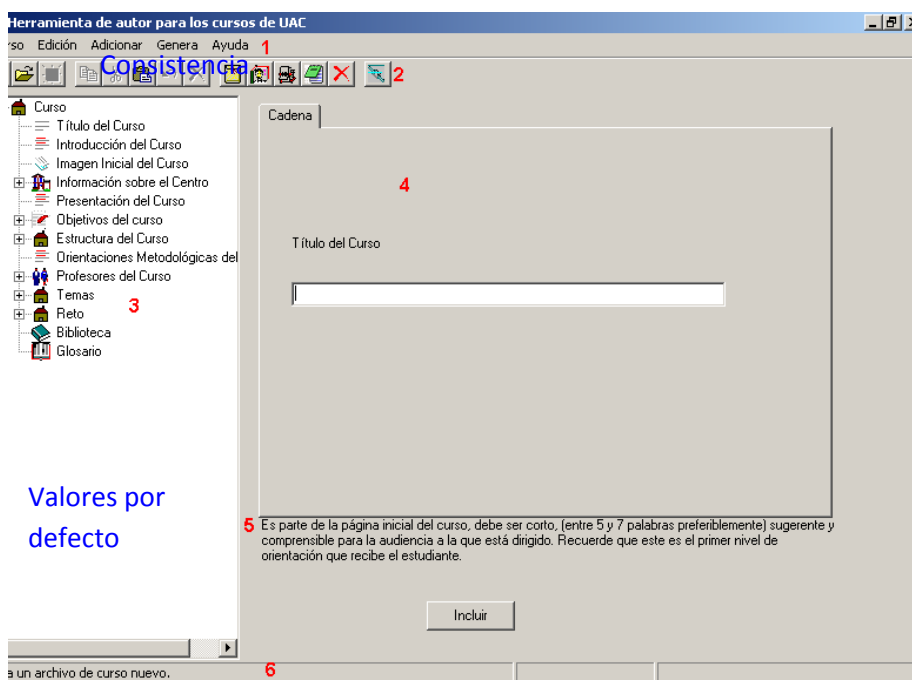 Herramienta de autor para los cursos de UAC
rso Edición Adicionar Genera Ayuda 1
Consistencia
2
Curso
Título del Curso
Introducción del Curso
Imagen Inicial del Curso
Información sobre el Centro
Presentación del Curso
Objetivos del curso
Estructura del Curso
Orientaciones Metodológicas del
Profesores del Curso
Temas
3
Reto
Biblioteca
Glosario
Valores por
defecto
Cadena
4
Título del Curso
5 Es parte de la página inicial del curso, debe ser corto, (entre 5 y 7 palabras preferiblemente) sugerente y
comprensible para la audiencia a la que está dirigido. Recuerde que este es el primer nivel de
orientación que recibe el estudiante.
Incluir
a un archivo de curso nuevo. 6